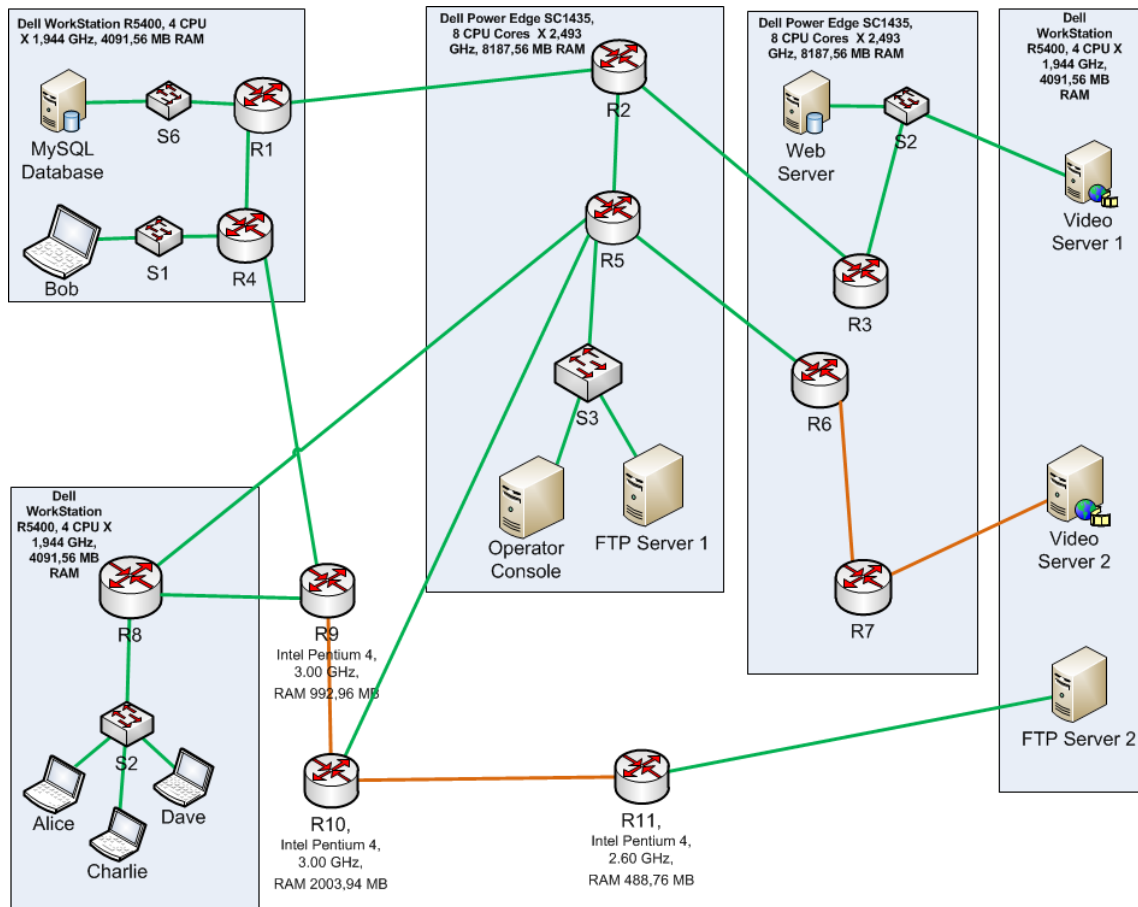 Dell WorkStation R5400, 4 CPU
X 1,944 GHz, 4091,56 MB RAM
MySQL
Database
S6
R1
Bob
S1
R4
Dell Power Edge SC1435,
8 CPU Cores X 2,493
GHz, 8187,56 MB RAM
R2
R5
S3
Operator
Console
FTP Server 1
Dell Power Edge SC1435,
8 CPU Cores X 2,493
GHz, 8187,56 MB RAM
Web
Server
S2
R3
R6
R7
Dell
WorkStation
R5400, 4 CPU X
1,944 GHz,
4091,56 MB
RAM
Video
Server 1
Video
Server 2
FTP Server 2
Dell
WorkStation
R5400, 4 CPU X
1,944 GHz,
4091,56 MB
RAM
R8
S2
Alice
Charlie
Dave
R9
Intel Pentium 4,
3.00 GHz,
RAM 992,96 MB
R10,
Intel Pentium 4,
3.00 GHz,
RAM 2003,94 MB
R11,
Intel Pentium 4,
2.60 GHz,
RAM 488,76 MB